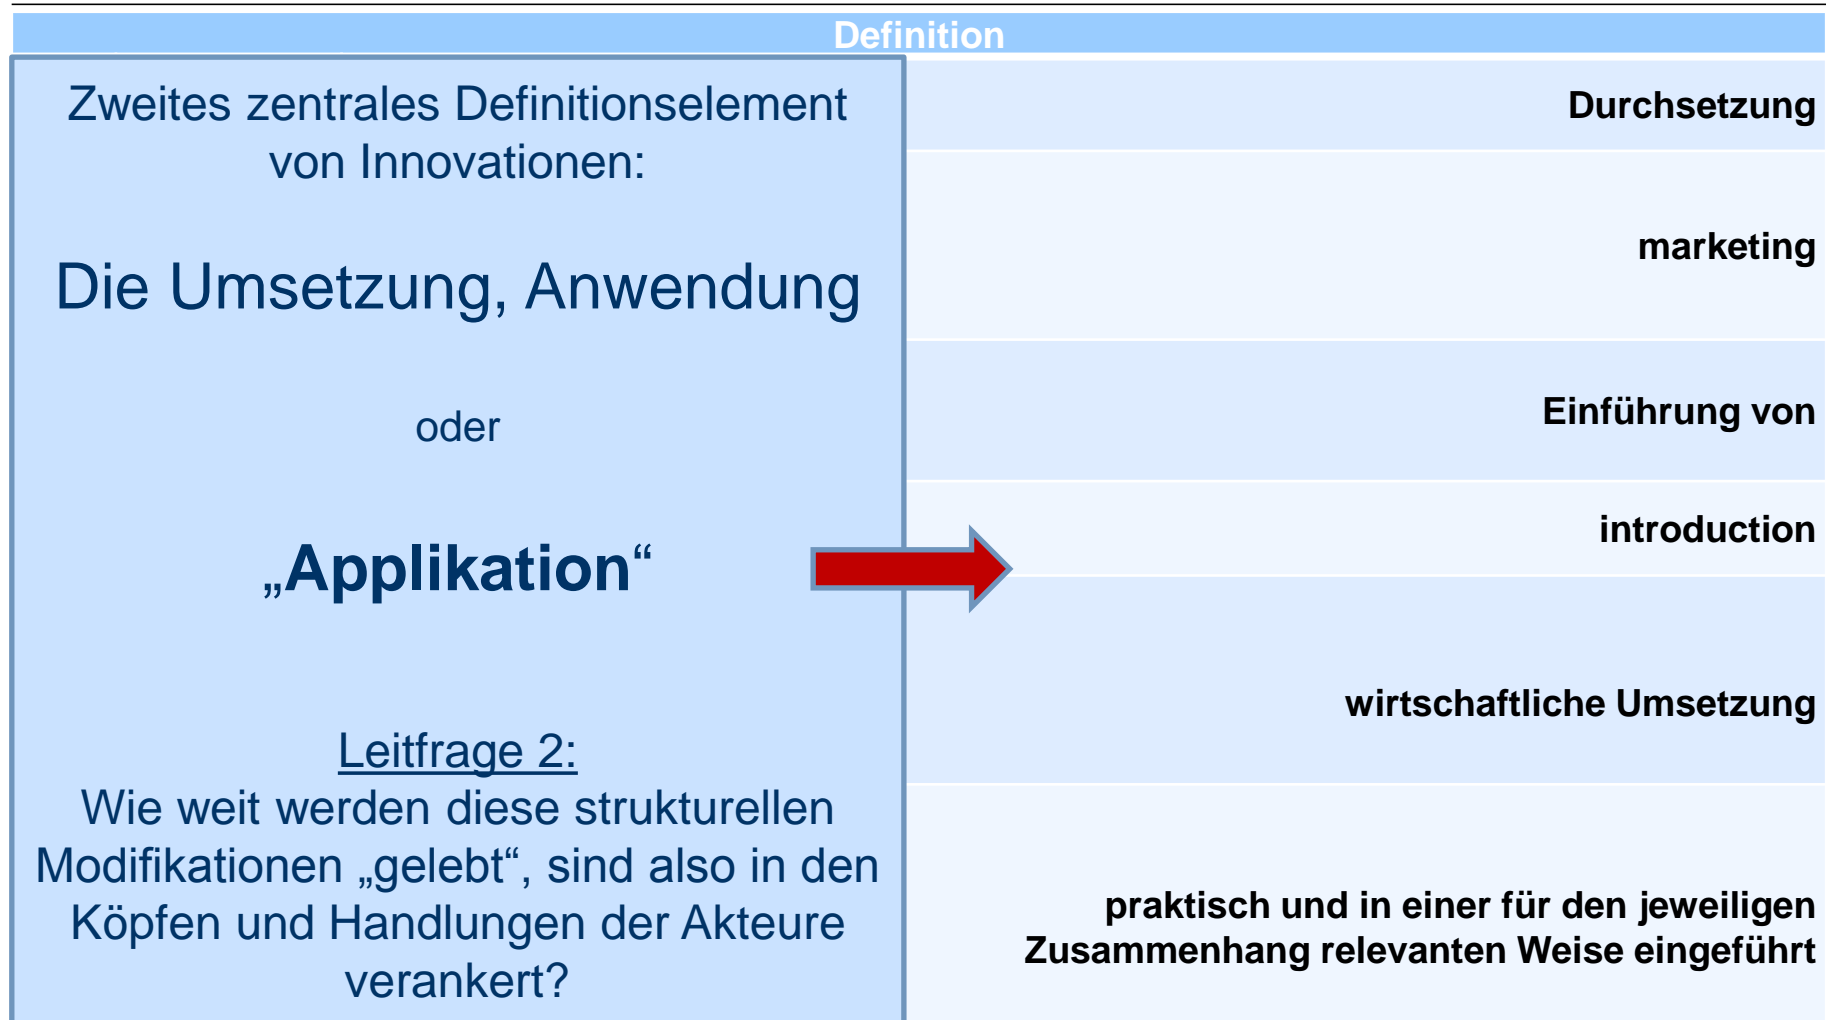 Definition
Zweites zentrales Definitionselement
von Innovationen:
Die Umsetzung, Anwendung
oder
„Applikation“
Leitfrage 2:
Wie weit werden diese strukturellen
Modifikationen „gelebt“, sind also in den
Köpfen und Handlungen der Akteure
verankert?
Durchsetzung
marketing
Einführung von
introduction
wirtschaftliche Umsetzung
praktisch und in einer für den jeweiligen
Zusammenhang relevanten Weise eingeführt